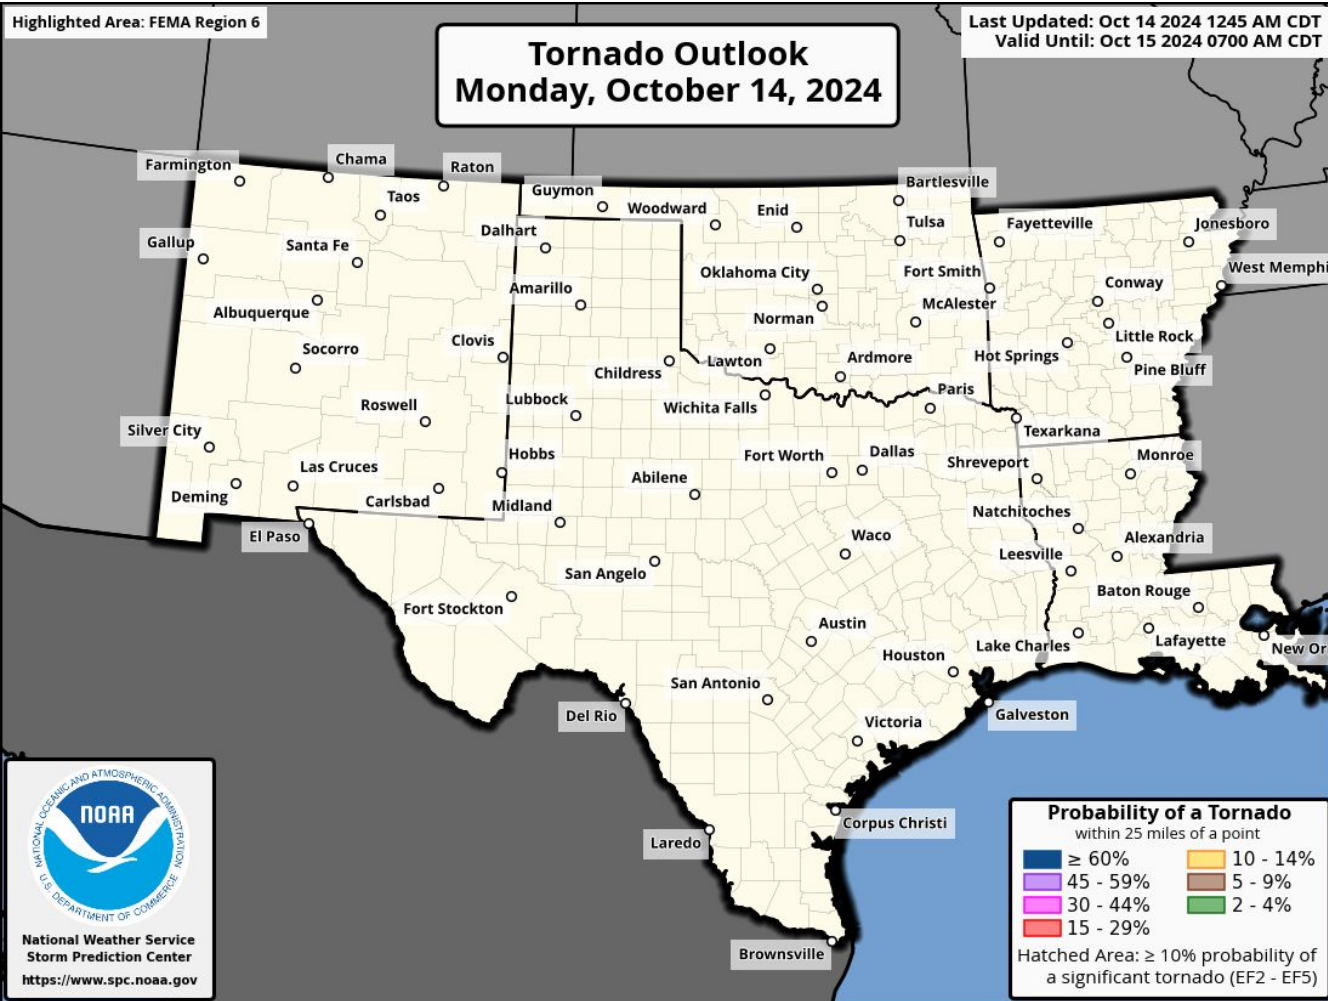 Highlighted Area: FEMA Region 6
Last Updated: Oct 14 2024 1245 AM CDT
Valid Until: Oct 15 2024 0700 AM CDT
Tornado Outlook
Monday, October 14, 2024
Farmington
Chama
Raton
Taos
Guymon
Woodward
Enid
Bartlesville
Tulsa
Fayetteville
Jonesboro
Gallup
Santa Fe
Dalhart
Oklahoma City
Fort Smith
West Memphi
Albuquerque
Amarillo
Norman
McAlester
Conway
Socorro
Clovis
Childress
Lawton
Ardmore
Hot Springs
Little Rock
Pine Bluff
Roswell
Lubbock
Wichita Falls
Paris
Texarkana
Silver City
Las Cruces
Hobbs
Abilene
Fort Worth
Dallas
Shreveport
Monroe
Deming
Carlsbad
Midland
Natchitoches
El Paso
Waco
Leesville
Alexandria
San Angelo
Fort Stockton
Baton Rouge
Austin
Houston
Lake Charles
Lafayette
New Or
San Antonio
Del Rio
Victoria
Galveston
Corpus Christi
Laredo
Brownsville
NATIONAL OCEANIC AND ATMOSPHERIC ADMINISTRATION
NOAA
U.S. DEPARTMENT OF COMMERCE
National Weather Service
Storm Prediction Center
https://www.spc.noaa.gov
Probability of a Tornado
within 25 miles of a point
≥ 60%
45 - 59%
30 - 44%
15 - 29%
10 - 14%
5 - 9%
2 - 4%
Hatched Area: ≥ 10% probability of
a significant tornado (EF2 - EF5)